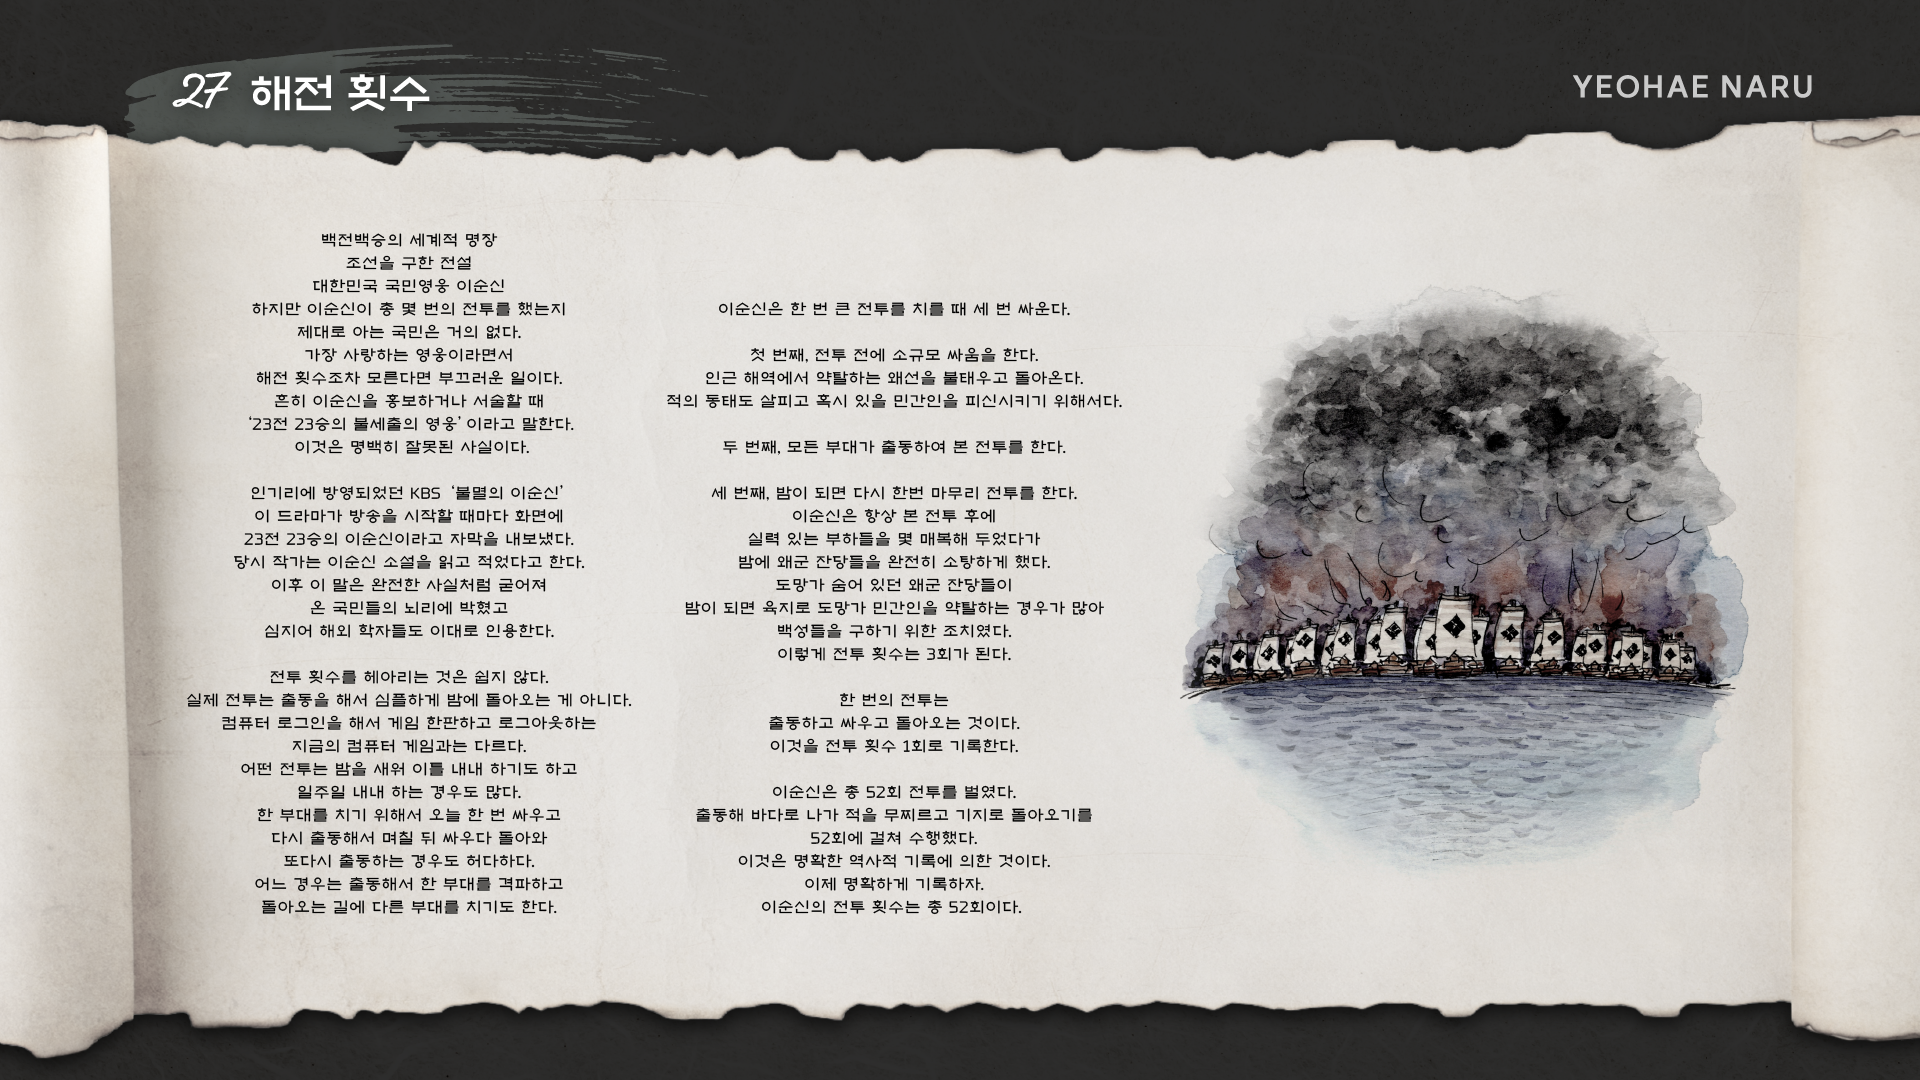 27 해전 횟수
YEOHAE NARU
백전백승의 세계적 명장
조선을 구한 전설
대한민국 국민영웅 이순신
하지만 이순신이 총 몇 번의 전투를 했는지
제대로 아는 국민은 거의 없다.
가장 사랑하는 영웅이라면서
해전 횟수조차 모른다면 부끄러운 일이다.
흔히 이순신을 홍보하거나 서술할 때
‘23전 23승의 불세출의 영웅’ 이라고 말한다.
이것은 명백히 잘못된 사실이다.
인기리에 방영되었던 KBS ‘불멸의 이순신’
이 드라마가 방송을 시작할 때마다 화면에
23전 23승의 이순신이라고 자막을 내보냈다.
당시 작가는 이순신 소설을 읽고 적었다고 한다.
이후 이 말은 완전한 사실처럼 굳어져
온 국민들의 뇌리에 박혔고
심지어 해외 학자들도 이대로 인용한다.
전투 횟수를 헤아리는 것은 쉽지 않다.
실제 전투는 출동을 해서 심플하게 밤에 돌아오는 게 아니다.
컴퓨터 로그인을 해서 게임 한판하고 로그아웃하는
지금의 컴퓨터 게임과는 다르다.
어떤 전투는 밤을 새워 이틀 내내 하기도 하고
일주일 내내 하는 경우도 많다.
한 부대를 치기 위해서 오늘 한 번 싸우고
다시 출동해서 며칠 뒤 싸우다 돌아와
또다시 출동하는 경우도 허다하다.
어느 경우는 출동해서 한 부대를 격파하고
돌아오는 길에 다른 부대를 치기도 한다.
이순신은 한 번 큰 전투를 치를 때 세 번 싸운다.
첫 번째, 전투 전에 소규모 싸움을 한다.
인근 해역에서 약탈하는 왜선을 불태우고 돌아온다.
적의 동태도 살피고 혹시 있을 민간인을 피신시키기 위해서다.
두 번째, 모든 부대가 출동하여 본 전투를 한다.
세 번째, 밤이 되면 다시 한번 마무리 전투를 한다.
이순신은 항상 본 전투 후에
실력 있는 부하들을 몇 매복해 두었다가
밤에 왜군 잔당들을 완전히 소탕하게 했다.
도망가 숨어 있던 왜군 잔당들이
밤이 되면 육지로 도망가 민간인을 약탈하는 경우가 많아
백성들을 구하기 위한 조치였다.
이렇게 전투 횟수는 3회가 된다.
한 번의 전투는
출동하고 싸우고 돌아오는 것이다.
이것을 전투 횟수 1회로 기록한다.
이순신은 총 52회 전투를 벌였다.
출동해 바다로 나가 적을 무찌르고 기지로 돌아오기를
52회에 걸쳐 수행했다.
이것은 명확한 역사적 기록에 의한 것이다.
이제 명확하게 기록하자.
이순신의 전투 횟수는 총 52회이다.